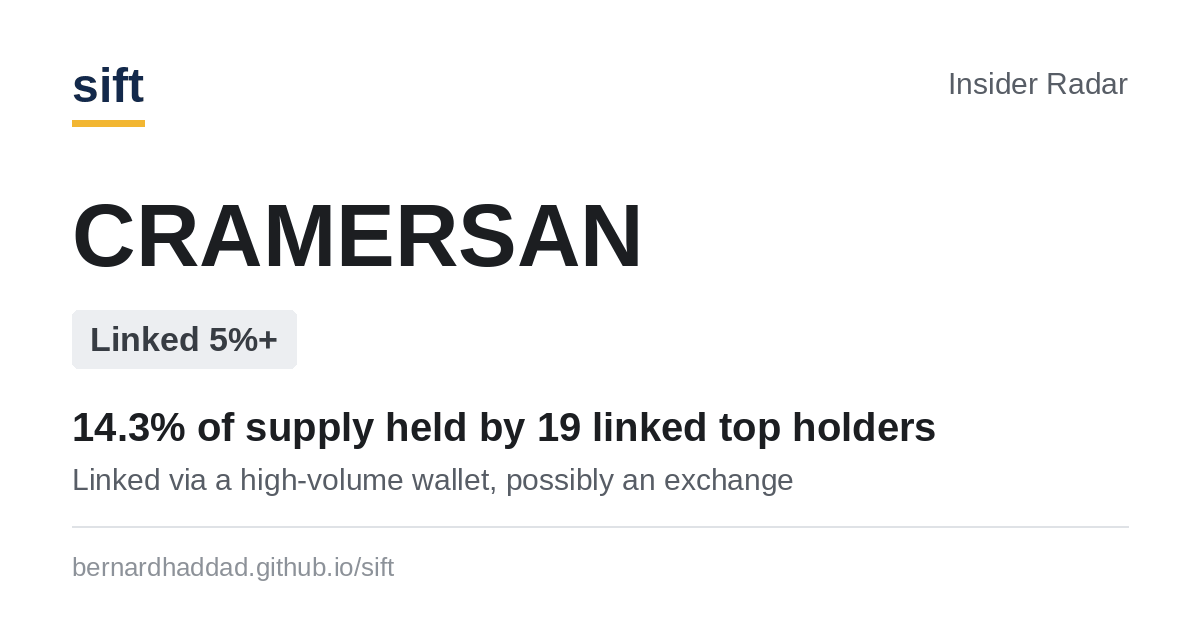 sift
Insider Radar
CRAMERSAN
Linked 5%+
14.3% of supply held by 19 linked top holders
Linked via a high-volume wallet, possibly an exchange
bernardhaddad.github.io/sift